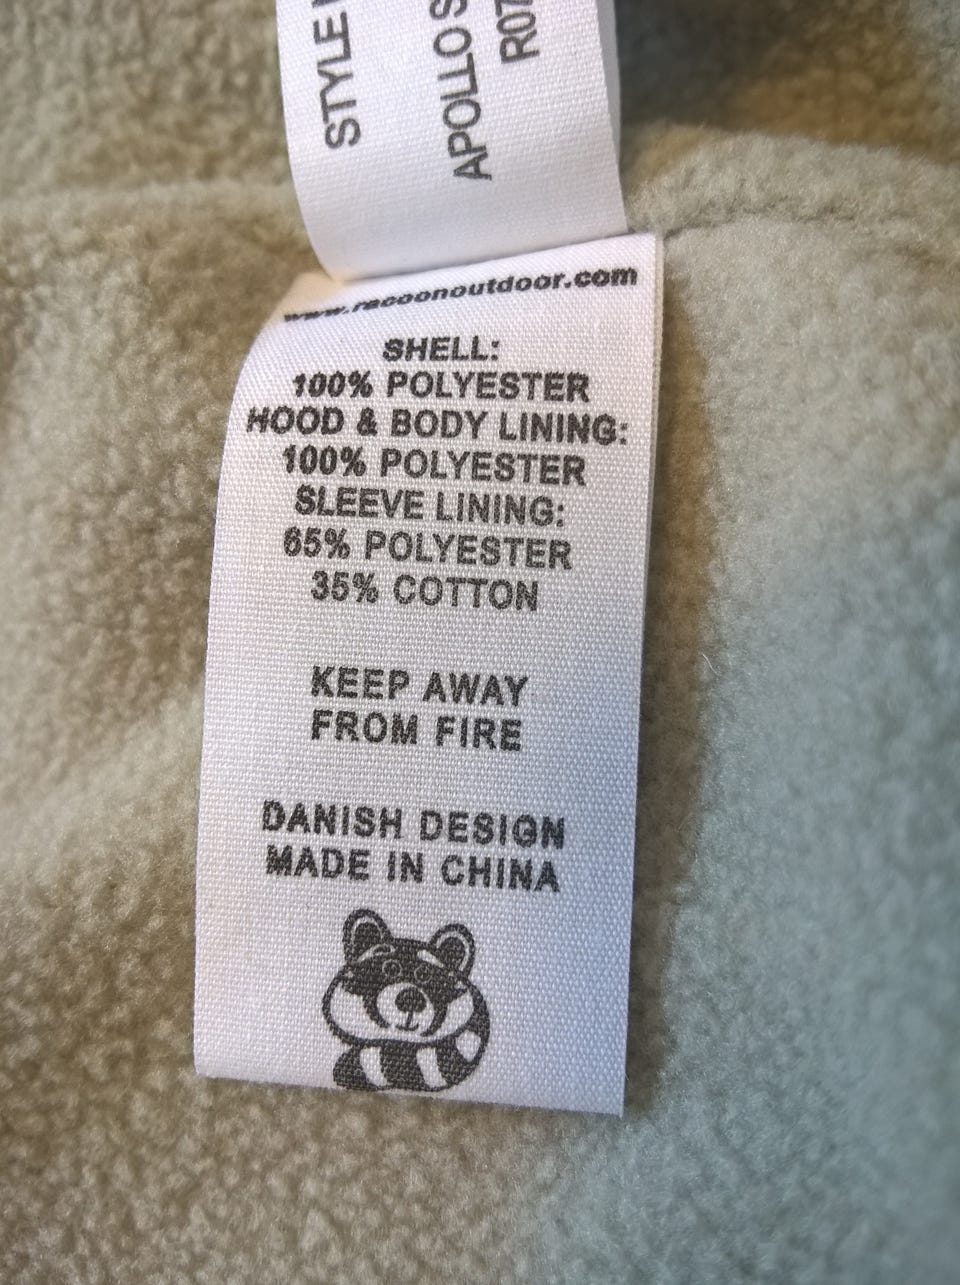 STYLE
APOLLO S
R07
www.racoonoutdoor.com
SHELL:
100% POLYESTER
HOOD & BODY LINING:
100% POLYESTER
SLEEVE LINING:
65% POLYESTER
35% COTTON
KEEP AWAY
FROM FIRE
DANISH DESIGN
MADE IN CHINA